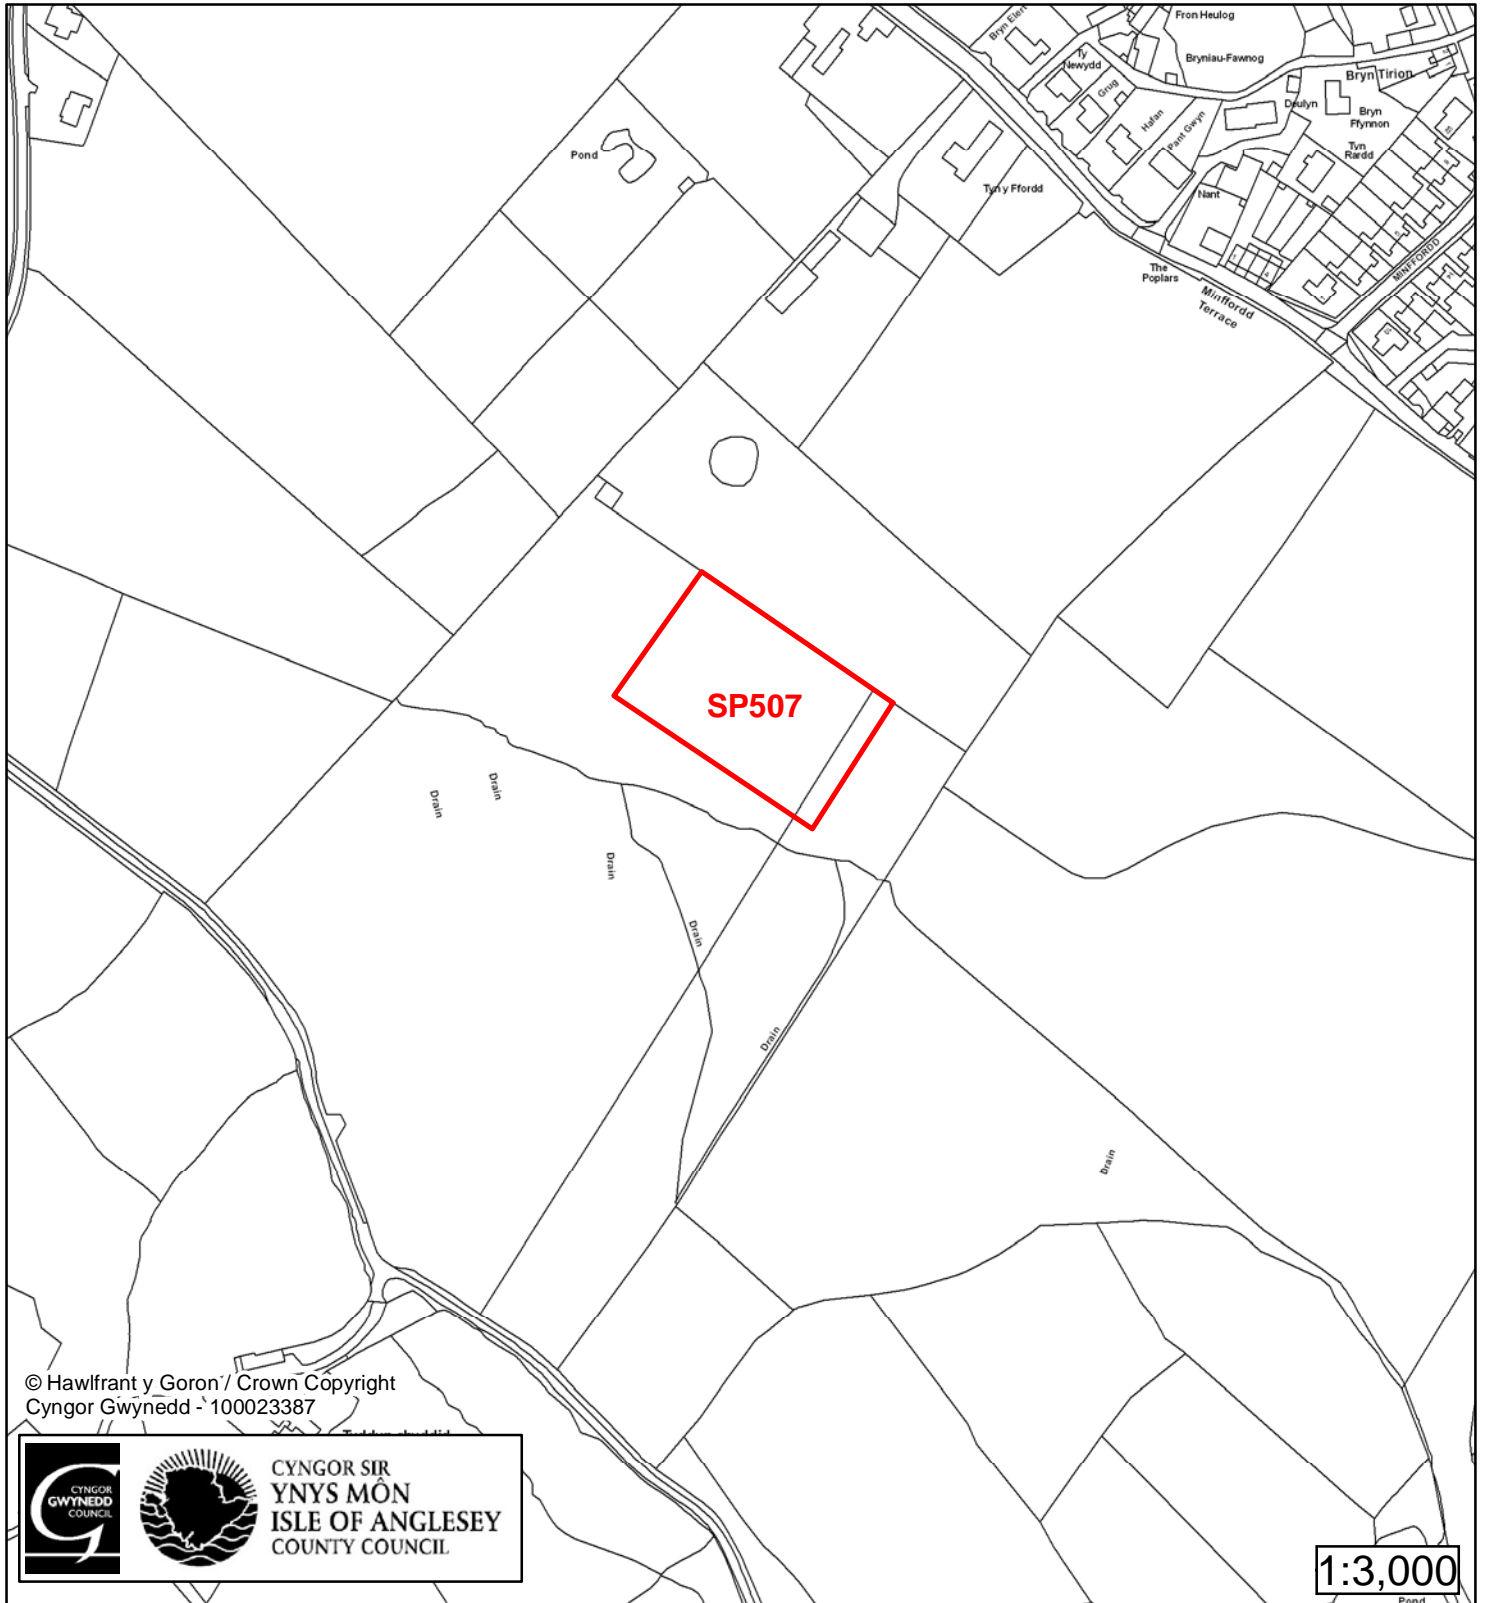 Fron Heulog
Bryn Eleri
Ty
Newydd
Bryniau-Fawnog
Bryn Tirion
Grug
Deulyn
Bryn
Ffynnon
Hafan
Pant Gwyn
Tyn
Rardd
Pond
Tyn y Ffordd
Nant
MINFFORDD
The
Poplars
Minffordd
Terrace
SP507
Drain
Drain
Drain
Drain
Drain
Drain
© Hawlfrant y Goron / Crown Copyright
Cyngor Gwynedd - 100023387
CYNGOR
GWYNEDD
COUNCIL
CYNGOR SIR
YNYS MÔN
ISLE OF ANGLESEY
COUNTY COUNCIL
1:3,000
Pond